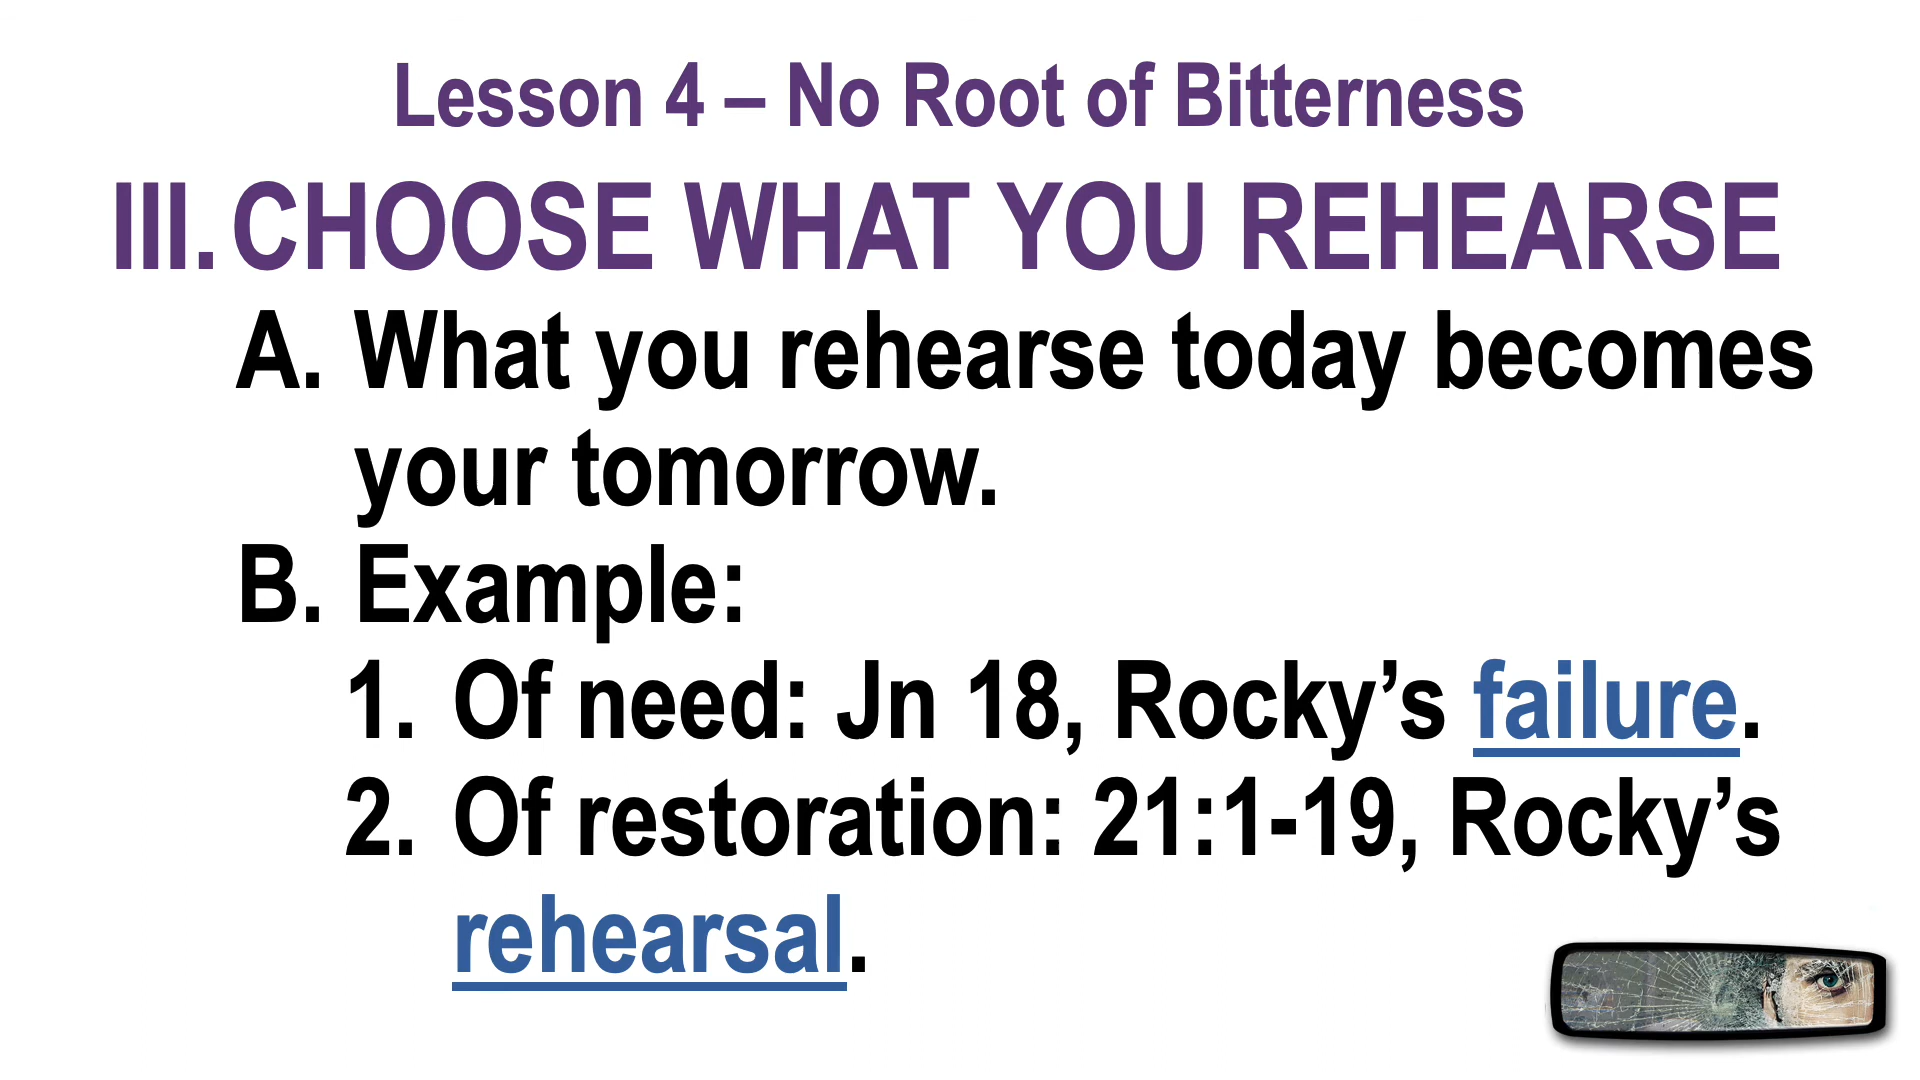 Lesson 4 – No Root of Bitterness
III. CHOOSE WHAT YOU REHEARSE
A. What you rehearse today becomes
your tomorrow.
B. Example:
1. Of need: Jn 18, Rocky’s failure.
2. Of restoration: 21:1-19, Rocky’s
rehearsal.